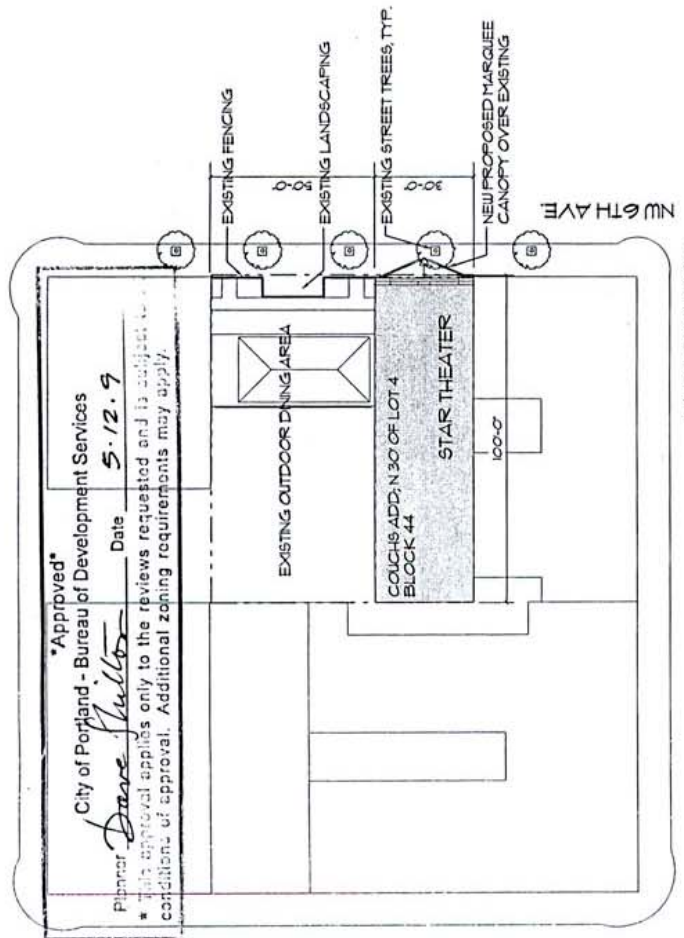 *Approved*
City of Portland - Bureau of Development Services
Planner Dave Skilton Date 5.12.9
* This approval applies only to the reviews requested and is subject to
conditions of approval. Additional zoning requirements may apply.
EXISTING FENCING
EXISTING LANDSCAPING
EXISTING STREET TREES, TYP.
NEW PROPOSED MARQUEE
CANOPY OVER EXISTING
50'-0"
30'-0"
EXISTING OUTDOOR DINING AREA
COUCHS ADD; N 30' OF LOT 4
BLOCK 44
STAR THEATER
100'-0"
NW 6TH AVE.